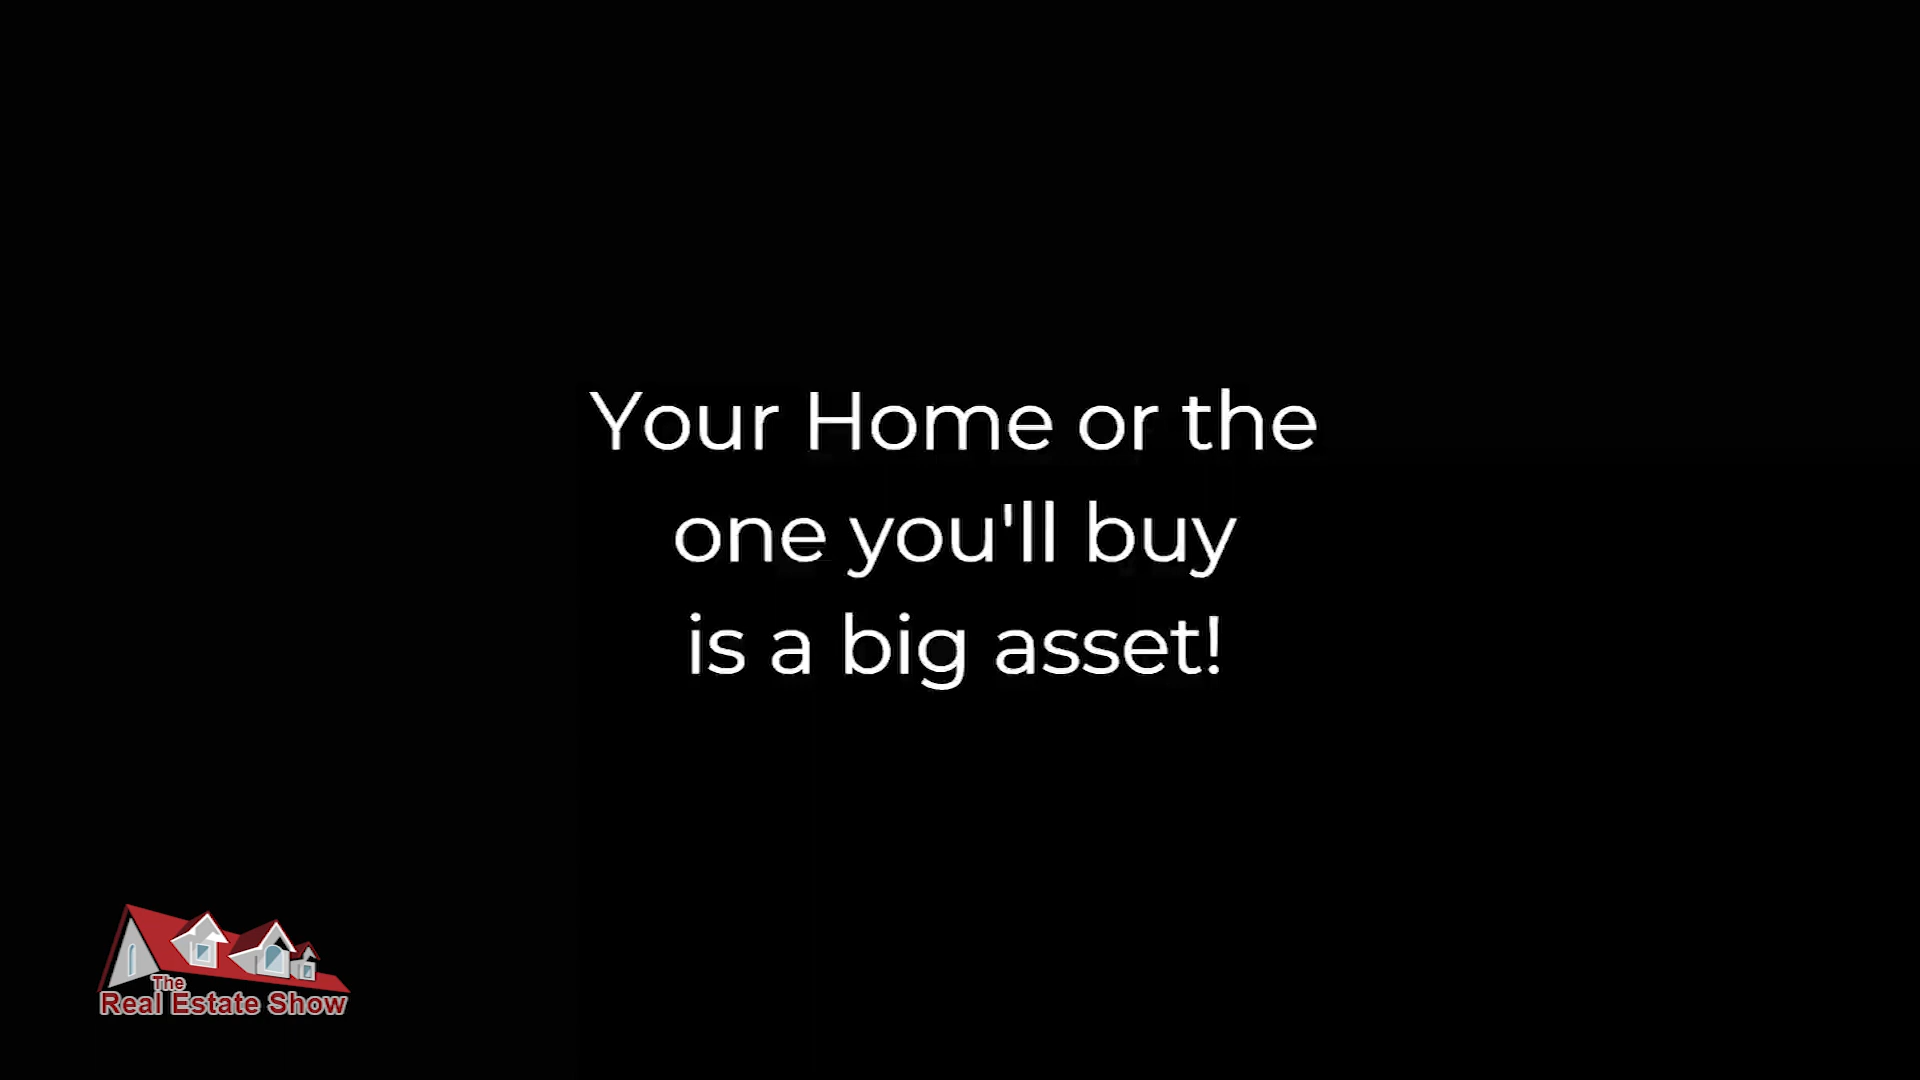 Your Home or the
one you'll buy
is a big asset!
The
Real Estate Show